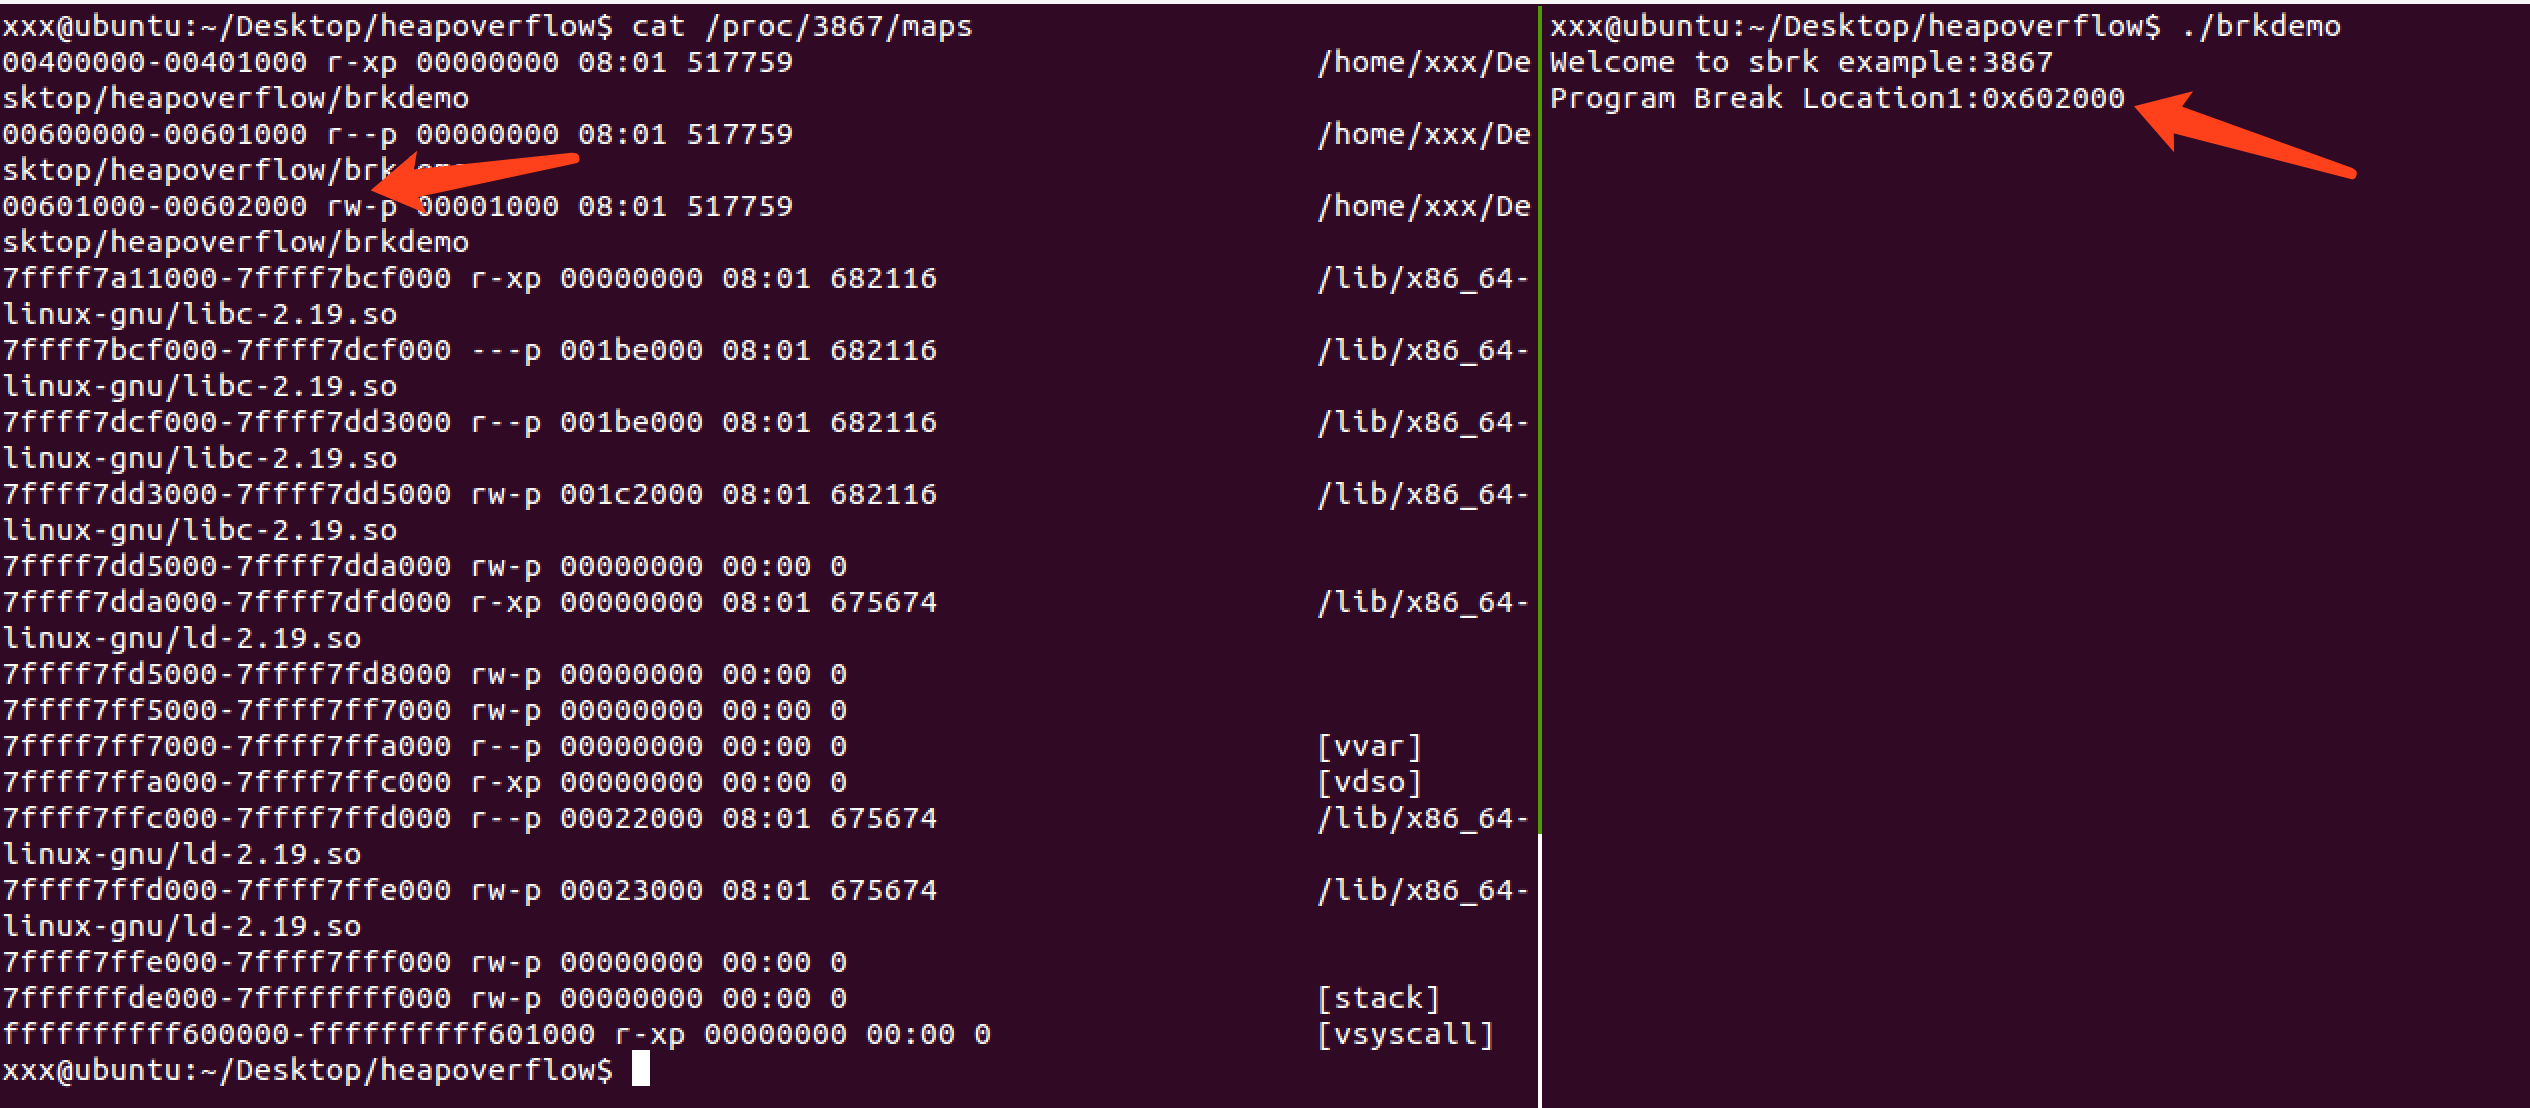 xxx@ubuntu:~/Desktop/heapoverflow$ cat /proc/3867/maps
00400000-00401000 r-xp 00000000 08:01 517759 /home/xxx/De
sktop/heapoverflow/brkdemo
00600000-00601000 r--p 00000000 08:01 517759 /home/xxx/De
sktop/heapoverflow/brkdemo
00601000-00602000 rw-p 00001000 08:01 517759 /home/xxx/De
sktop/heapoverflow/brkdemo
7ffff7a11000-7ffff7bcf000 r-xp 00000000 08:01 682116 /lib/x86_64-
linux-gnu/libc-2.19.so
7ffff7bcf000-7ffff7dcf000 ---p 001be000 08:01 682116 /lib/x86_64-
linux-gnu/libc-2.19.so
7ffff7dcf000-7ffff7dd3000 r--p 001be000 08:01 682116 /lib/x86_64-
linux-gnu/libc-2.19.so
7ffff7dd3000-7ffff7dd5000 rw-p 001c2000 08:01 682116 /lib/x86_64-
linux-gnu/libc-2.19.so
7ffff7dd5000-7ffff7dda000 rw-p 00000000 00:00 0
7ffff7dda000-7ffff7dfd000 r-xp 00000000 08:01 675674 /lib/x86_64-
linux-gnu/ld-2.19.so
7ffff7fd5000-7ffff7fd8000 rw-p 00000000 00:00 0
7ffff7ff5000-7ffff7ff7000 rw-p 00000000 00:00 0
7ffff7ff7000-7ffff7ffa000 r--p 00000000 00:00 0 [vvar]
7ffff7ffa000-7ffff7ffc000 r-xp 00000000 00:00 0 [vdso]
7ffff7ffc000-7ffff7ffd000 r--p 00022000 08:01 675674 /lib/x86_64-
linux-gnu/ld-2.19.so
7ffff7ffd000-7ffff7ffe000 rw-p 00023000 08:01 675674 /lib/x86_64-
linux-gnu/ld-2.19.so
7ffff7ffe000-7ffff7fff000 rw-p 00000000 00:00 0
7ffffffde000-7ffffffff000 rw-p 00000000 00:00 0 [stack]
ffffffffff600000-ffffffffff601000 r-xp 00000000 00:00 0 [vsyscall]
xxx@ubuntu:~/Desktop/heapoverflow$
xxx@ubuntu:~/Desktop/heapoverflow$ ./brkdemo
Welcome to sbrk example:3867
Program Break Location1:0x602000